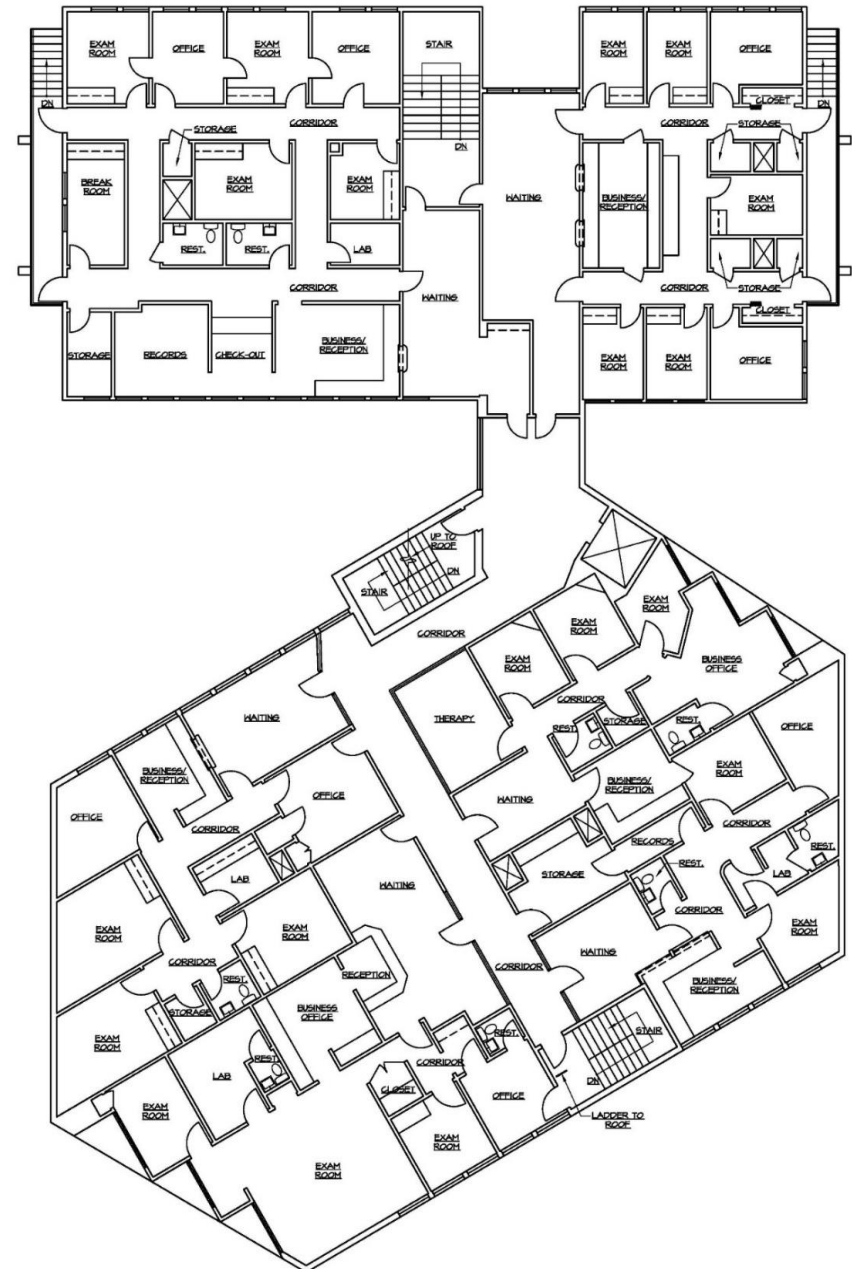 EXAM
ROOM
OFFICE
EXAM
ROOM
OFFICE
STAIR
EXAM
ROOM
EXAM
ROOM
OFFICE
DN
CLOSET
DN
STORAGE
CORRIDOR
DN
CORRIDOR
STORAGE
BREAK
ROOM
EXAM
ROOM
EXAM
ROOM
WAITING
BUSINESS/
RECEPTION
EXAM
ROOM
REST.
REST.
LAB
CORRIDOR
CORRIDOR
STORAGE
WAITING
CLOSET
STORAGE
RECORDS
CHECK-OUT
BUSINESS/
RECEPTION
EXAM
ROOM
EXAM
ROOM
OFFICE
UP TO
ROOF
DN
STAIR
CORRIDOR
EXAM
ROOM
EXAM
ROOM
EXAM
ROOM
BUSINESS
OFFICE
CORRIDOR
THERAPY
WAITING
REST.
STORAGE
REST.
OFFICE
BUSINESS/
RECEPTION
EXAM
ROOM
BUSINESS/
RECEPTION
OFFICE
WAITING
OFFICE
CORRIDOR
CORRIDOR
RECORDS
REST.
LAB
WAITING
STORAGE
REST.
LAB
CORRIDOR
EXAM
ROOM
EXAM
ROOM
EXAM
ROOM
WAITING
CORRIDOR
CORRIDOR
RECEPTION
REST.
BUSINESS/
RECEPTION
STORAGE
BUSINESS
OFFICE
EXAM
ROOM
REST.
STAIR
REST.
LAB
CORRIDOR
DN
CLOSET
OFFICE
EXAM
ROOM
LADDER TO
ROOF
EXAM
ROOM
EXAM
ROOM